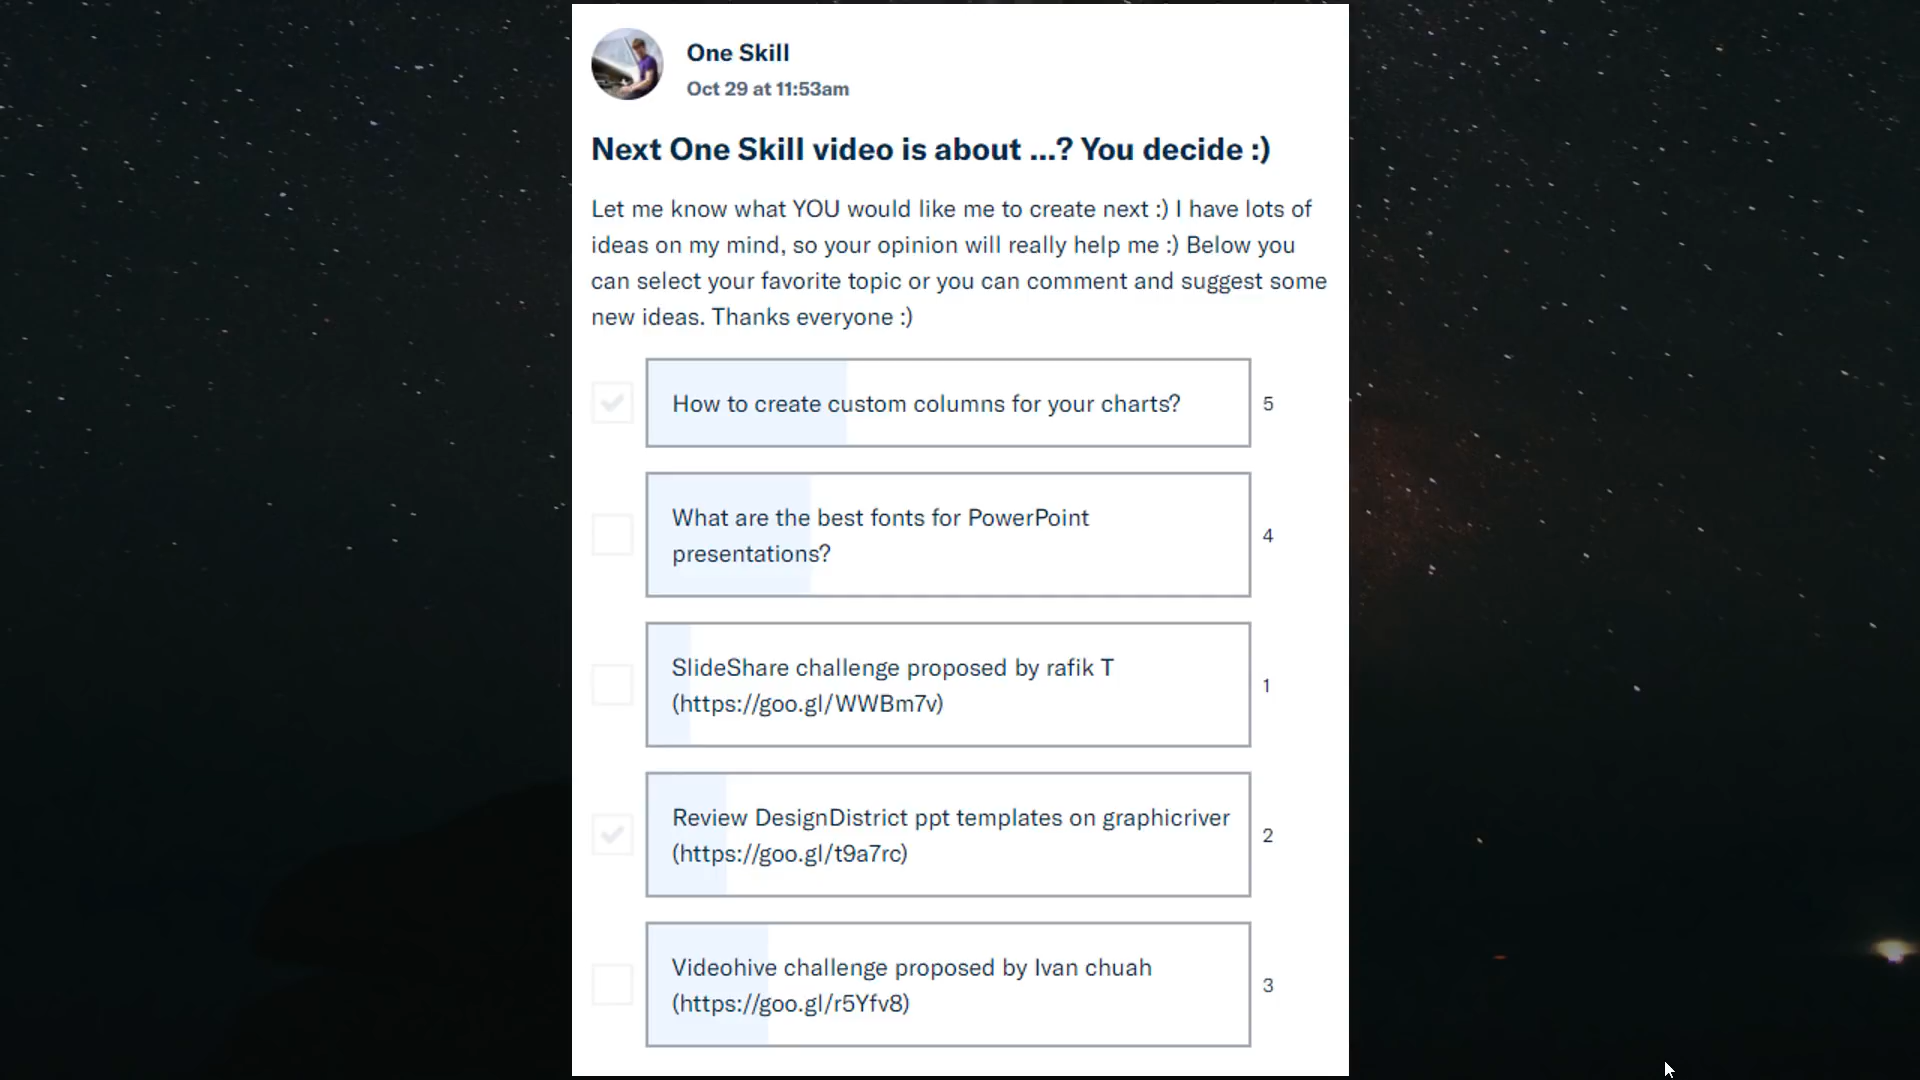 One Skill
Oct 29 at 11:53am
Next One Skill video is about ...? You decide :)
Let me know what YOU would like me to create next :) I have lots of
ideas on my mind, so your opinion will really help me :) Below you
can select your favorite topic or you can comment and suggest some
new ideas. Thanks everyone :)
How to create custom columns for your charts?
5
What are the best fonts for PowerPoint
presentations?
4
SlideShare challenge proposed by rafik T
(https://goo.gl/WWBm7v)
1
Review DesignDistrict ppt templates on graphicriver
(https://goo.gl/t9a7rc)
2
Videohive challenge proposed by Ivan chuah
(https://goo.gl/r5Yfv8)
3